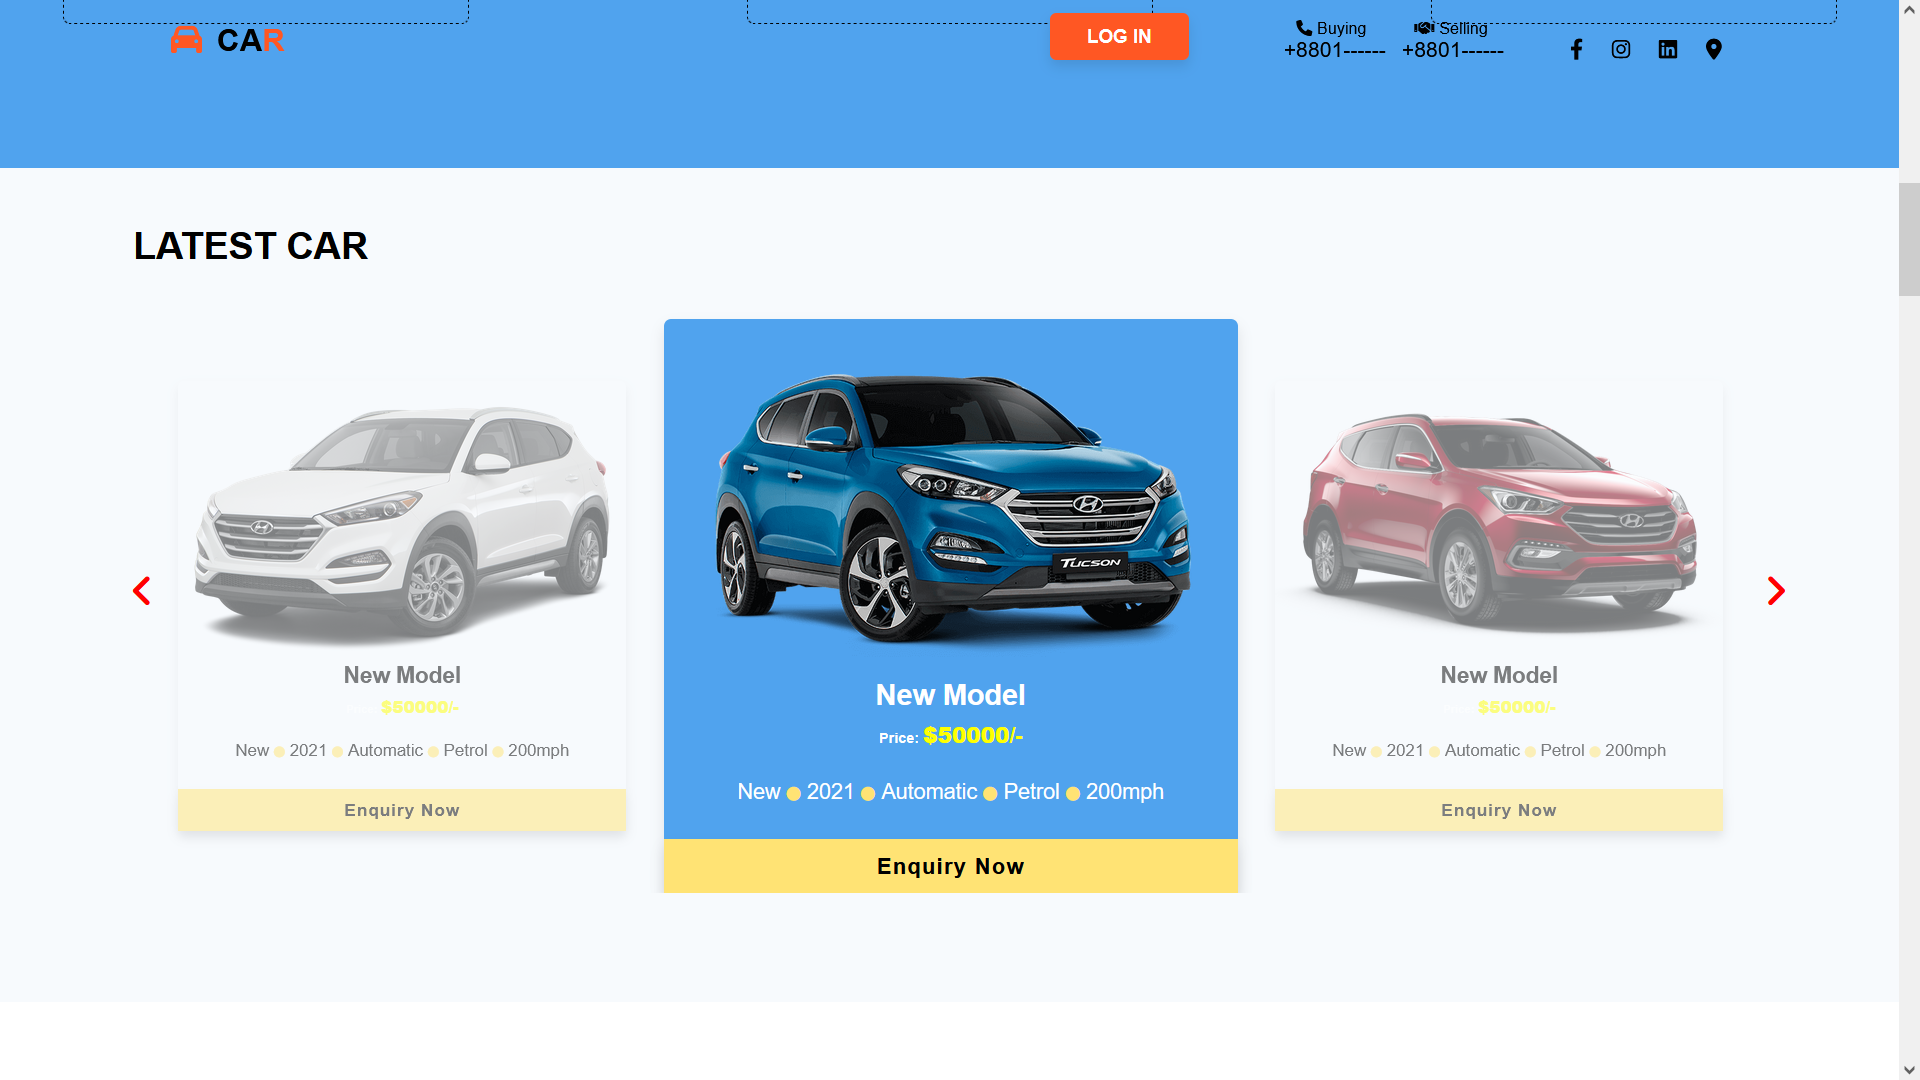 CAR
LOG IN
Buying
+8801------
Selling
+8801------
LATEST CAR
New Model
$50000/-
New 2021 Automatic Petrol 200mph
Enquiry Now
TUCSON
New Model
Price: $50000/-
New 2021 Automatic Petrol 200mph
Enquiry Now
New Model
$50000/-
New 2021 Automatic Petrol 200mph
Enquiry Now